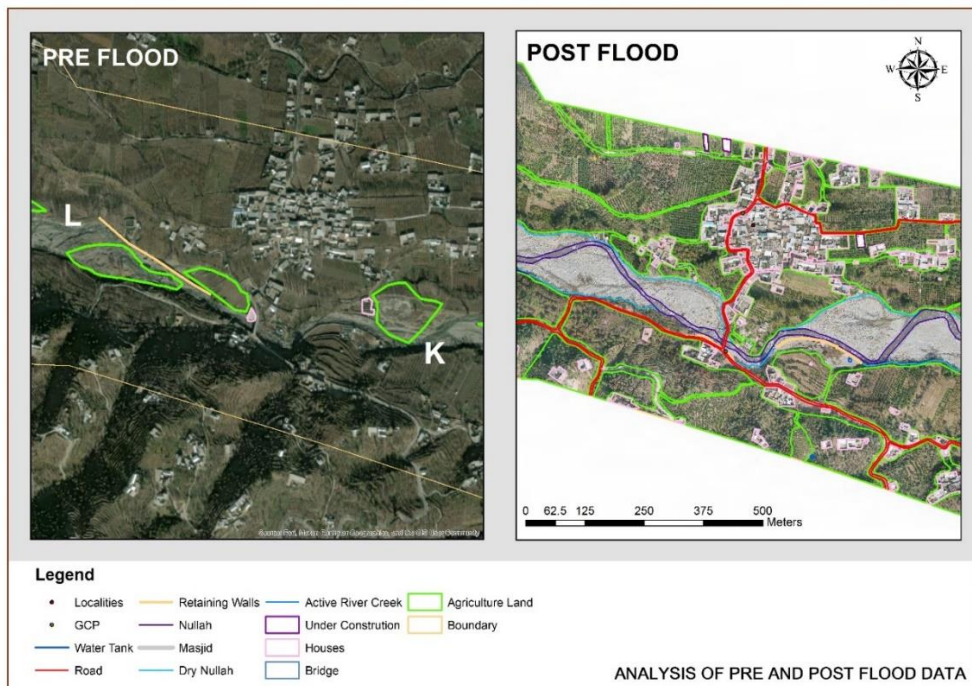 PRE FLOOD
L
K
POST FLOOD
N
W E
S
0 62.5 125 250 375 500
Meters
Legend
Localities
GCP
Water Tank
Road
Retaining Walls
Nullah
Masjid
Dry Nullah
Active River Creek
Under Constrution
Houses
Bridge
Agriculture Land
Boundary
ANALYSIS OF PRE AND POST FLOOD DATA